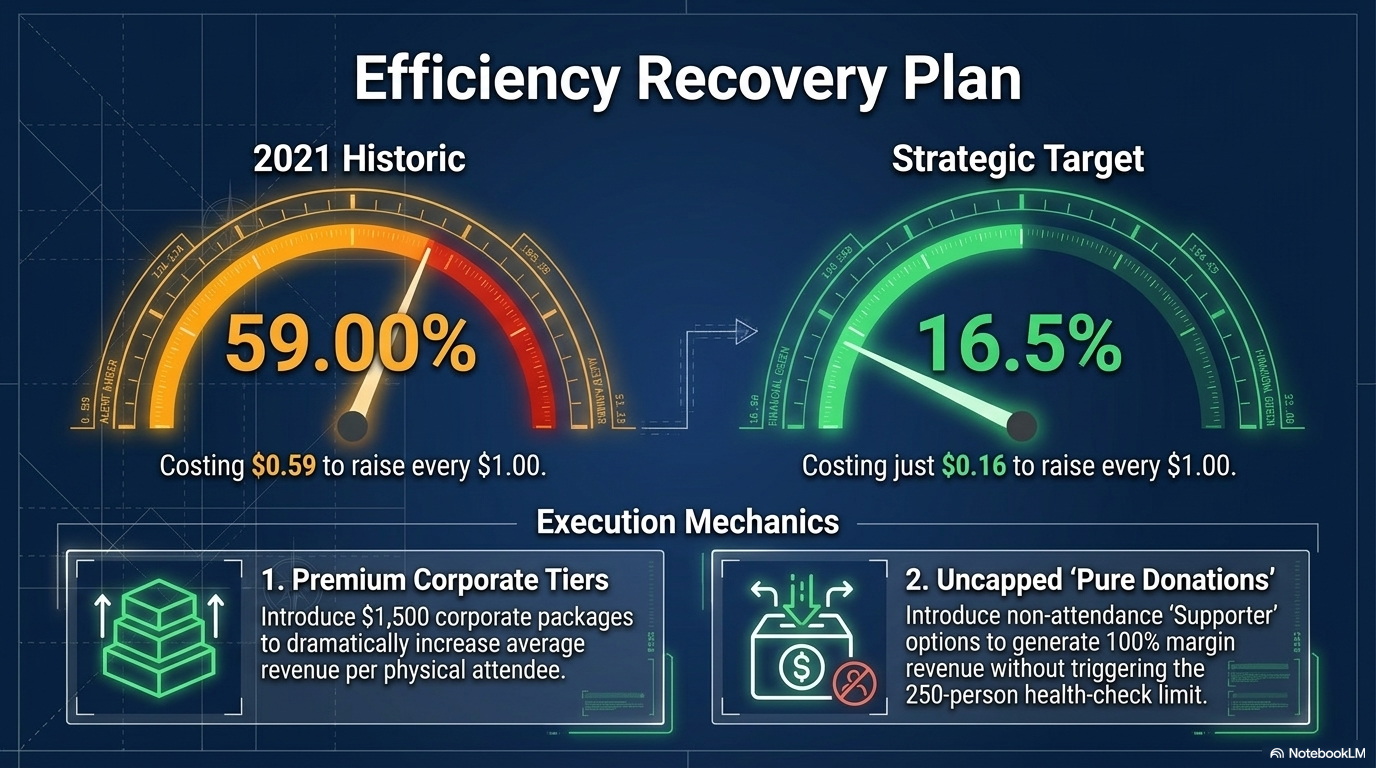 Efficiency Recovery Plan
2021 Historic
59.00%
Costing $0.59 to raise every $1.00.
Strategic Target
16.5%
Costing just $0.16 to raise every $1.00.
Execution Mechanics
1. Premium Corporate Tiers
Introduce $1,500 corporate packages
to dramatically increase average
revenue per physical attendee.
2. Uncapped ‘Pure Donations’
Introduce non-attendance ‘Supporter’
options to generate 100% margin
revenue without triggering the
250-person health-check limit.
NotebookLM